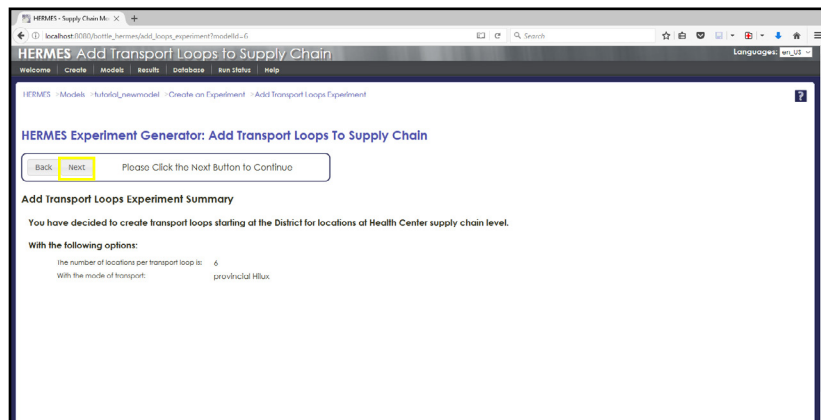 HERMES - Supply Chain Mo
localhost:8080/bottle_hermes/add_loops_experiment?modelId=6
Search
HERMES Add Transport Loops to Supply Chain
Languages: en_US
Welcome Create Models Results Database Run Status Help
HERMES >Models >tutorial_newmodel >Create an Experiment >Add Transport Loops Experiment
?
HERMES Experiment Generator: Add Transport Loops To Supply Chain
Back Next Please Click the Next Button to Continue
Add Transport Loops Experiment Summary
You have decided to create transport loops starting at the District for locations at Health Center supply chain level.
With the following options:
The number of locations per transport loop is: 6
With the mode of transport: provincial Hilux